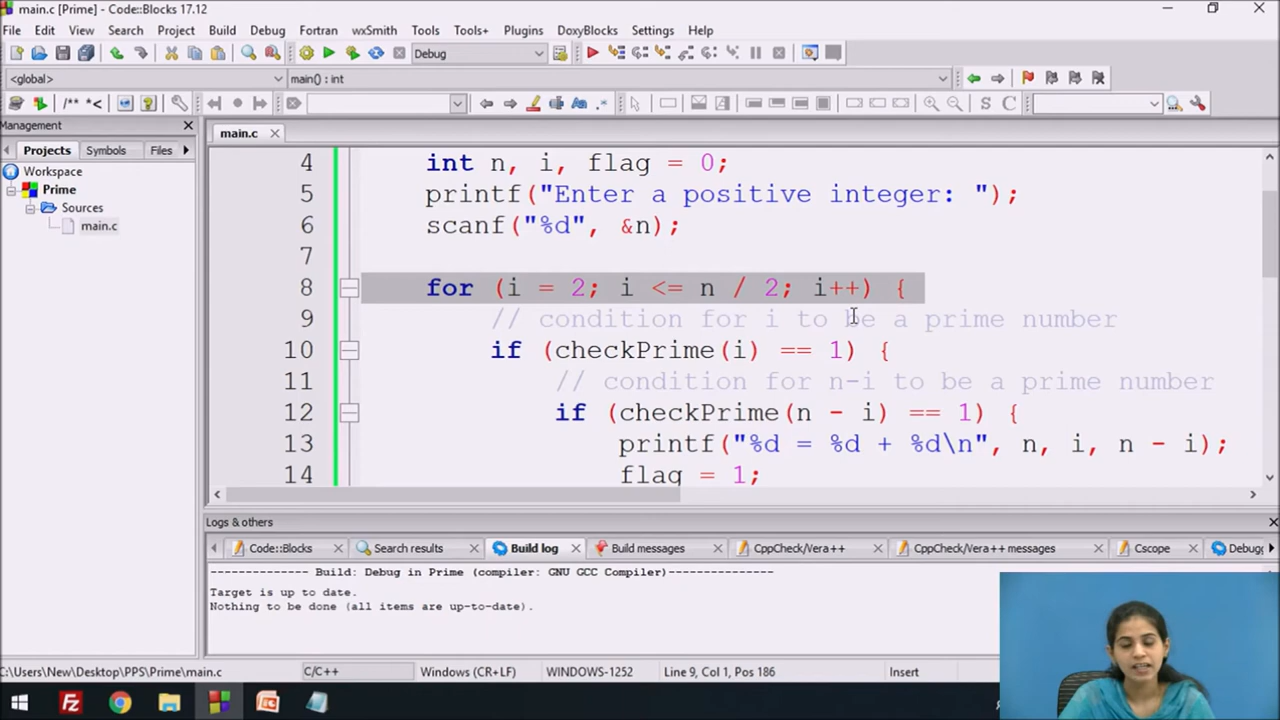 main.c [Prime] - Code::Blocks 17.12
File Edit View Search Project Build Debug Fortran wxSmith Tools Tools+ Plugins DoxyBlocks Settings Help
Debug
<global> main() : int
/** *< Aa .* S C
Management
main.c
Projects Symbols Files
Workspace
Prime
Sources
main.c
4 int n, i, flag = 0;
5 printf("Enter a positive integer: ");
6 scanf("%d", &n);
7
8 for (i = 2; i <= n / 2; i++) {
9 // condition for i to be a prime number
10 if (checkPrime(i) == 1) {
11 // condition for n-i to be a prime number
12 if (checkPrime(n - i) == 1) {
13 printf("%d = %d + %d\n", n, i, n - i);
14 flag = 1;
Logs & others
Code::Blocks Search results Build log Build messages CppCheck/Vera++ CppCheck/Vera++ messages Cscope
-------------- Build: Debug in Prime (compiler: GNU GCC Compiler)---------------
Target is up to date.
Nothing to be done (all items are up-to-date).
C:\Users\New\Desktop\PPS\Prime\main.c C/C++ Windows (CR+LF) WINDOWS-1252 Line 9, Col 1, Pos 186 Insert